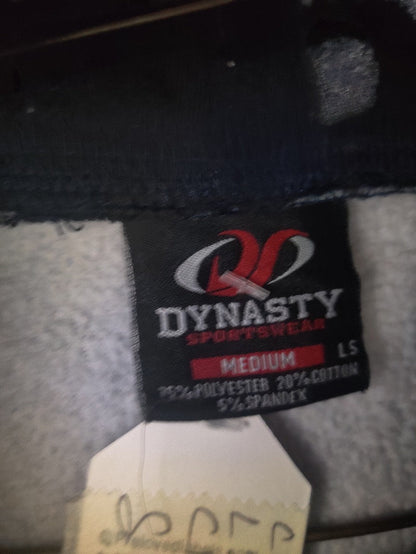 DYNASTY
SPORTSWEAR
MEDIUM LS
75% POLYESTER 20% COTTON
5% SPANDEX